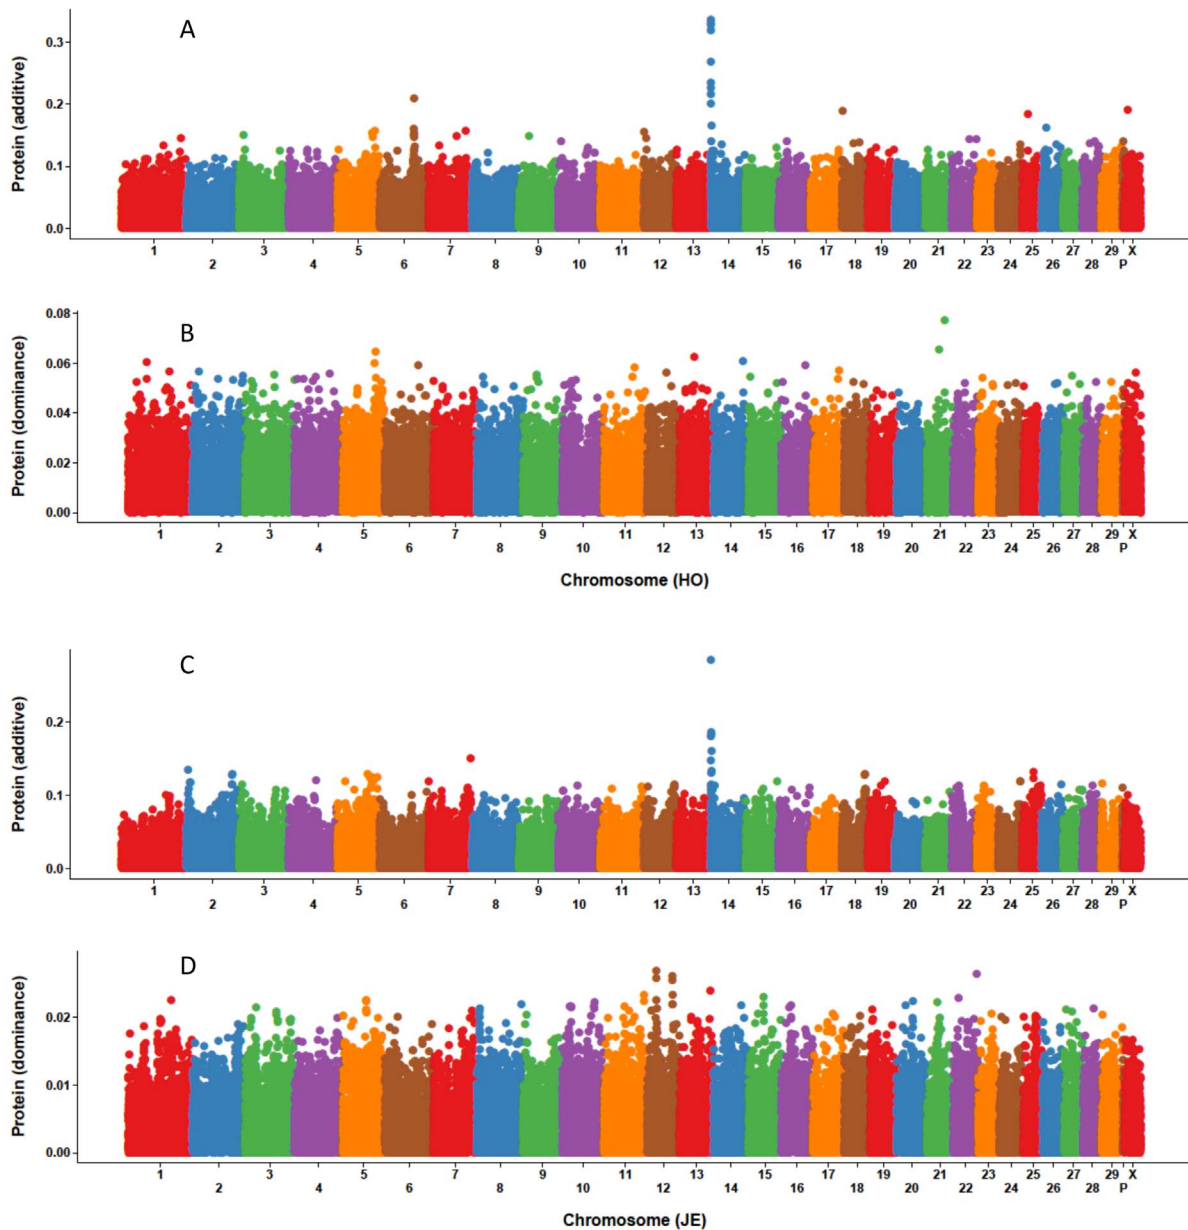 A
Protein (additive)
0.3
0.2
0.1
0.0
1 3 5 7 9 11 13 15 17 19 21 23 25 27 29 X
2 4 6 8 10 12 14 16 18 20 22 24 26 28 P
B
Protein (dominance)
0.08
0.06
0.04
0.02
0.00
1 3 4 5 7 8 9 11 13 15 17 19 21 23 25 27 29 X
2 4 6 8 10 12 14 16 18 20 22 24 26 28 P
Chromosome (HO)
C
Protein (additive)
0.2
0.1
0.0
1 3 5 7 9 11 13 15 17 19 21 23 25 27 29 X
2 4 6 8 10 12 14 16 18 20 22 24 26 28 P
D
Protein (dominance)
0.02
0.01
0.00
1 3 5 7 9 11 13 15 17 19 21 23 25 27 29 X
2 4 6 8 10 12 14 16 18 20 22 24 26 28 P
Chromosome (JE)